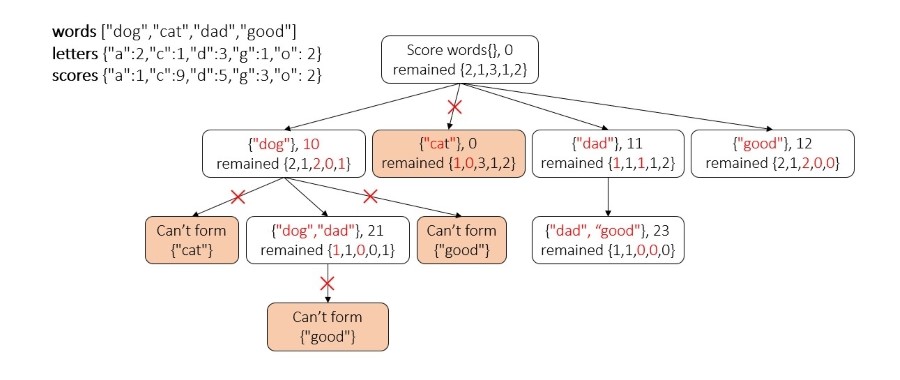 words ["dog","cat","dad","good"]
letters {"a":2,"c":1,"d":3,"g":1,"o": 2}
scores {"a":1,"c":9,"d":5,"g":3,"o": 2}
Score words{}, 0
remained {2,1,3,1,2}
{"dog"}, 10
remained {2,1,2,0,1}
{"cat"}, 0
remained {1,0,3,1,2}
{"dad"}, 11
remained {1,1,1,1,2}
{"good"}, 12
remained {2,1,2,0,0}
Can't form
{"cat"}
{"dog","dad"}, 21
remained {1,1,0,0,1}
Can't form
{"good"}
{"dad", "good"}, 23
remained {1,1,0,0,0}
Can't form
{"good"}